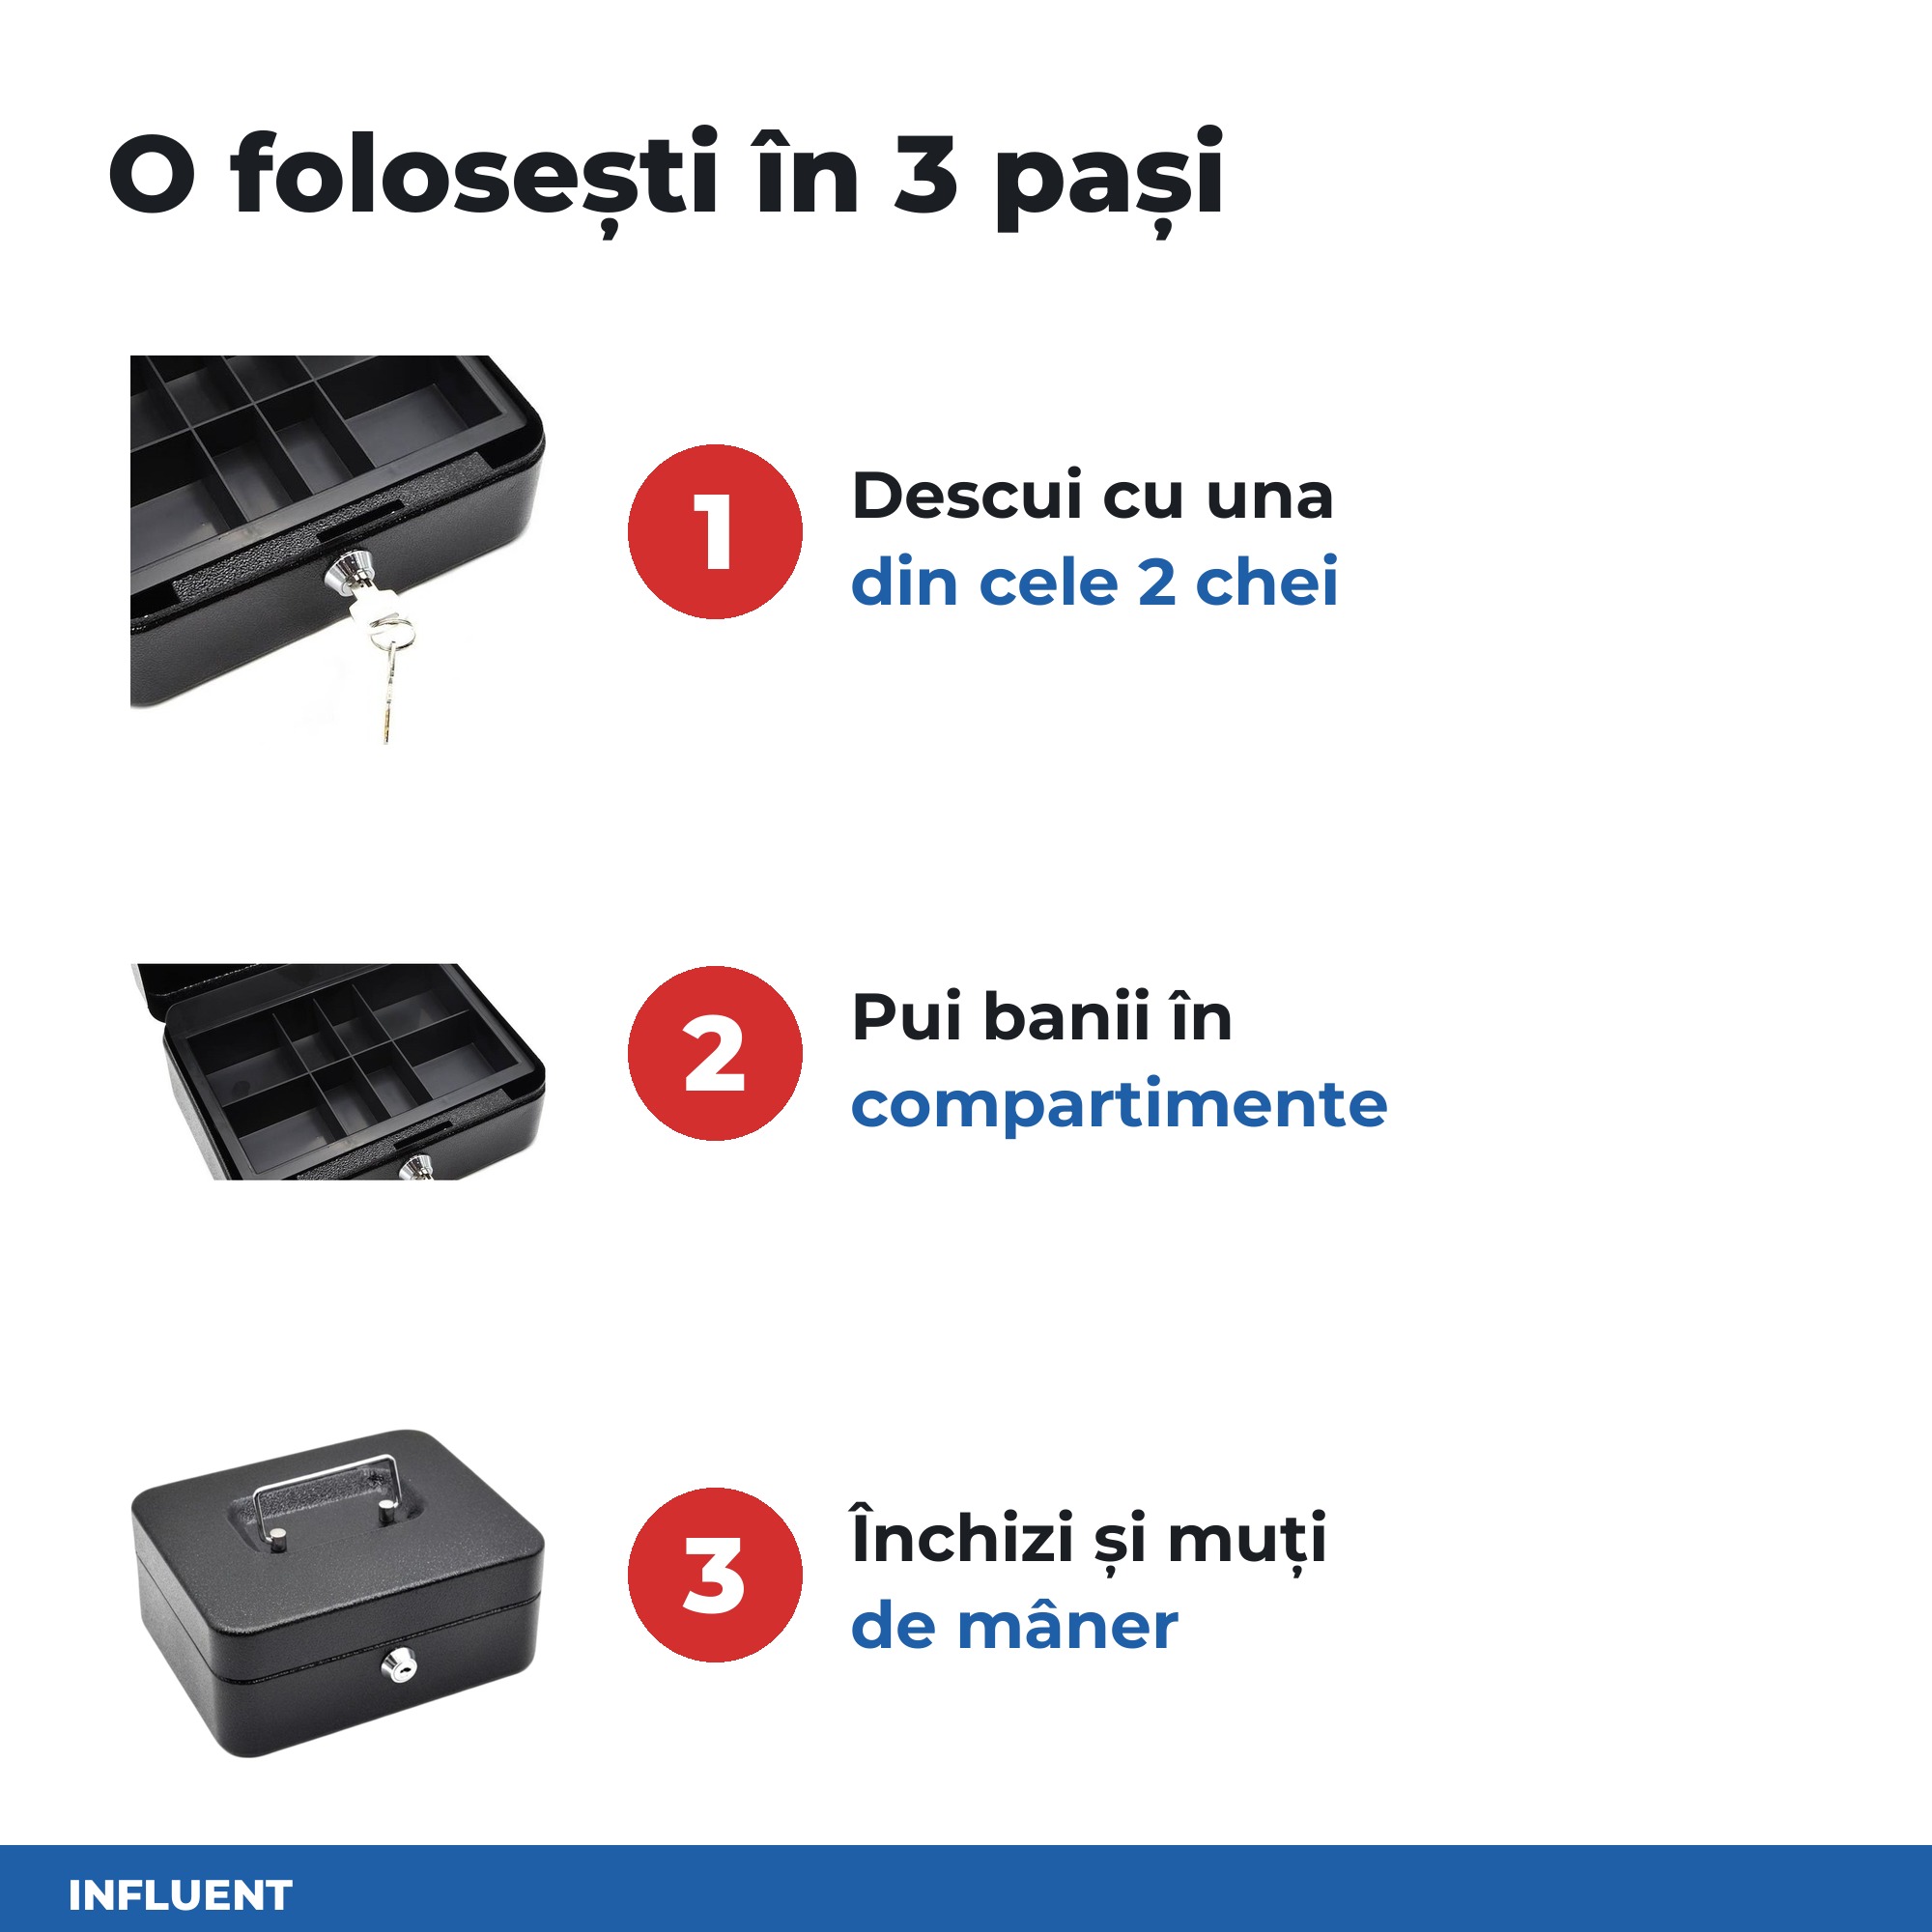 O folosești în 3 pași
1
Descui cu una
din cele 2 chei
2
Pui banii în
compartimente
3
Închizi și muți
de mâner
INFLUENT